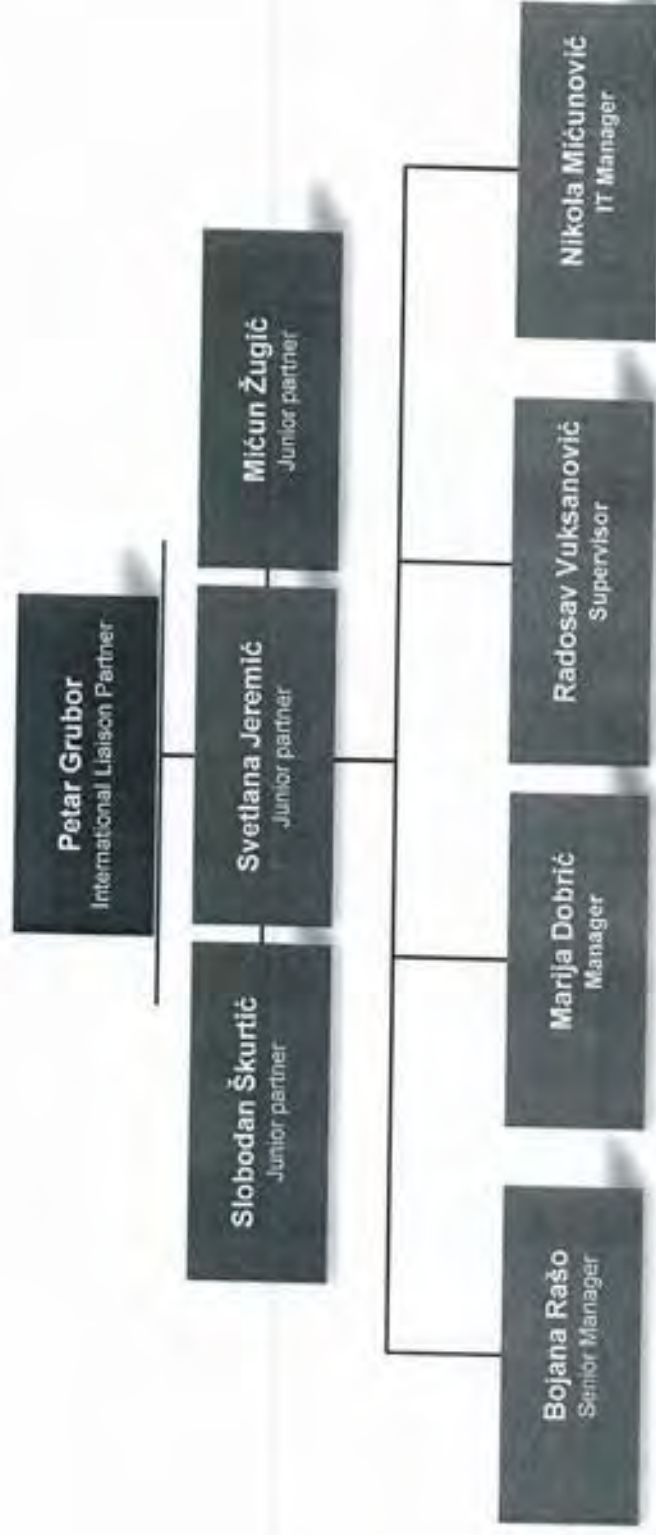 Petar Grubor
International Liaison Partner
Slobodan Škurtić
Junior partner
Svetlana Jeremić
Junior partner
Mićun Žugić
Junior partner
Bojana Rašo
Senior Manager
Marija Dobrić
Manager
Radosav Vuksanović
Supervisor
Nikola Mićunović
IT Manager